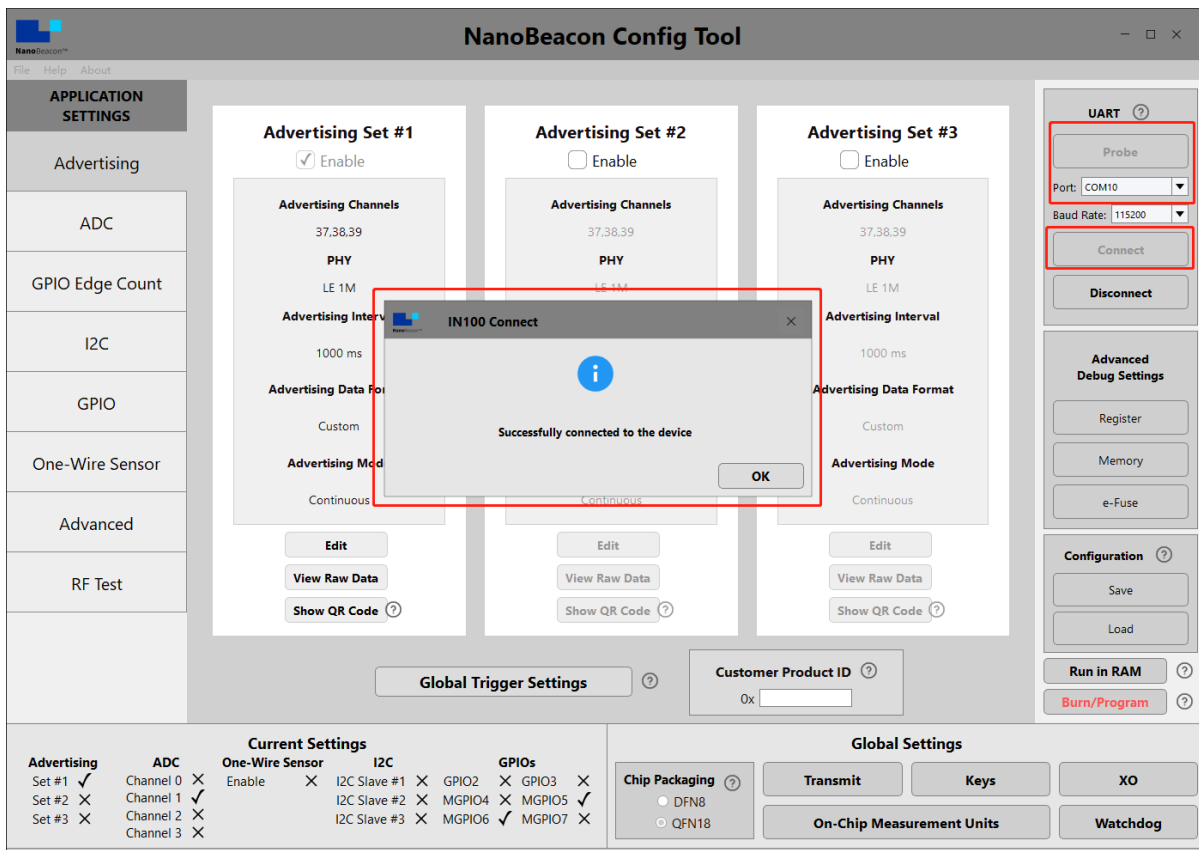 NanoBeacon™
NanoBeacon Config Tool
File Help About
APPLICATION
SETTINGS
Advertising
ADC
GPIO Edge Count
I2C
GPIO
One-Wire Sensor
Advanced
RF Test
Advertising Set #1
Enable
Advertising Channels
37,38,39
PHY
LE 1M
Advertising Interv
1000 ms
Advertising Data For
Custom
Advertising Mod
Continuous
Edit
View Raw Data
Show QR Code ?
Advertising Set #2
Enable
Advertising Channels
37,38,39
PHY
LE 1M
Continuous
Edit
View Raw Data
Show QR Code ?
Advertising Set #3
Enable
Advertising Channels
37,38,39
PHY
LE 1M
Advertising Interval
1000 ms
Advertising Data Format
Custom
Advertising Mode
Continuous
Edit
View Raw Data
Show QR Code ?
NanoBeacon™
IN100 Connect
i
Successfully connected to the device
OK
Global Trigger Settings ?
Customer Product ID ?
0x
UART ?
Probe
Port: COM10
Baud Rate: 115200
Connect
Disconnect
Advanced
Debug Settings
Register
Memory
e-Fuse
Configuration ?
Save
Load
Run in RAM ?
Burn/Program ?
Current Settings
Advertising ADC One-Wire Sensor I2C GPIOs
Set #1 Channel 0 Enable I2C Slave #1 GPIO2 GPIO3
Set #2 Channel 1 I2C Slave #2 MGPIO4 MGPIO5
Set #3 Channel 2 I2C Slave #3 MGPIO6 MGPIO7
Channel 3
Global Settings
Chip Packaging ?
DFN8
QFN18
Transmit
Keys
XO
On-Chip Measurement Units
Watchdog